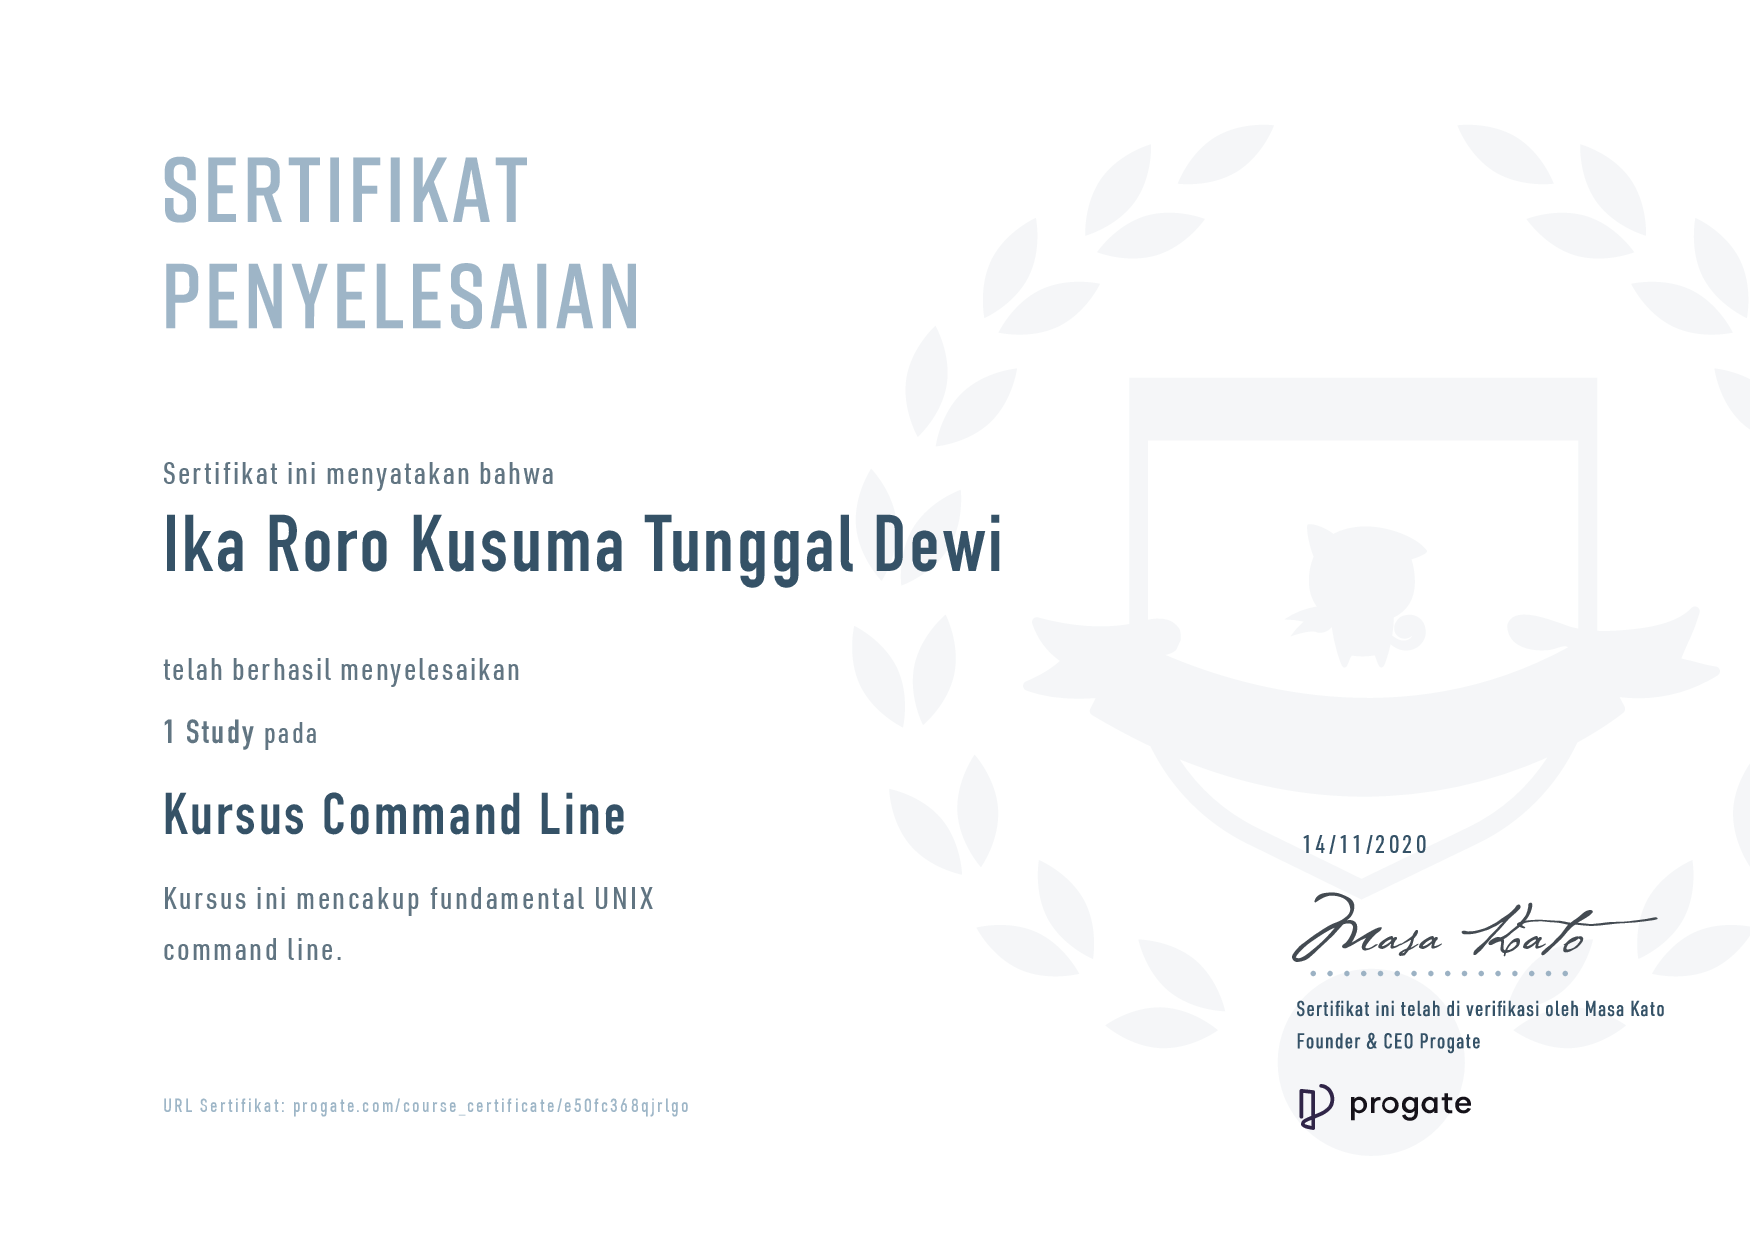 SERTIFIKAT
PENYELESAIAN
Sertifikat ini menyatakan bahwa
Ika Roro Kusuma Tunggal Dewi
telah berhasil menyelesaikan
1 Study pada
Kursus Command Line
Kursus ini mencakup fundamental UNIX
command line.
14/11/2020
Masa Kato
Sertifikat ini telah di verifikasi oleh Masa Kato
Founder & CEO Progate
URL Sertifikat: progate.com/course_certificate/e50fc368qjrlgo
progate